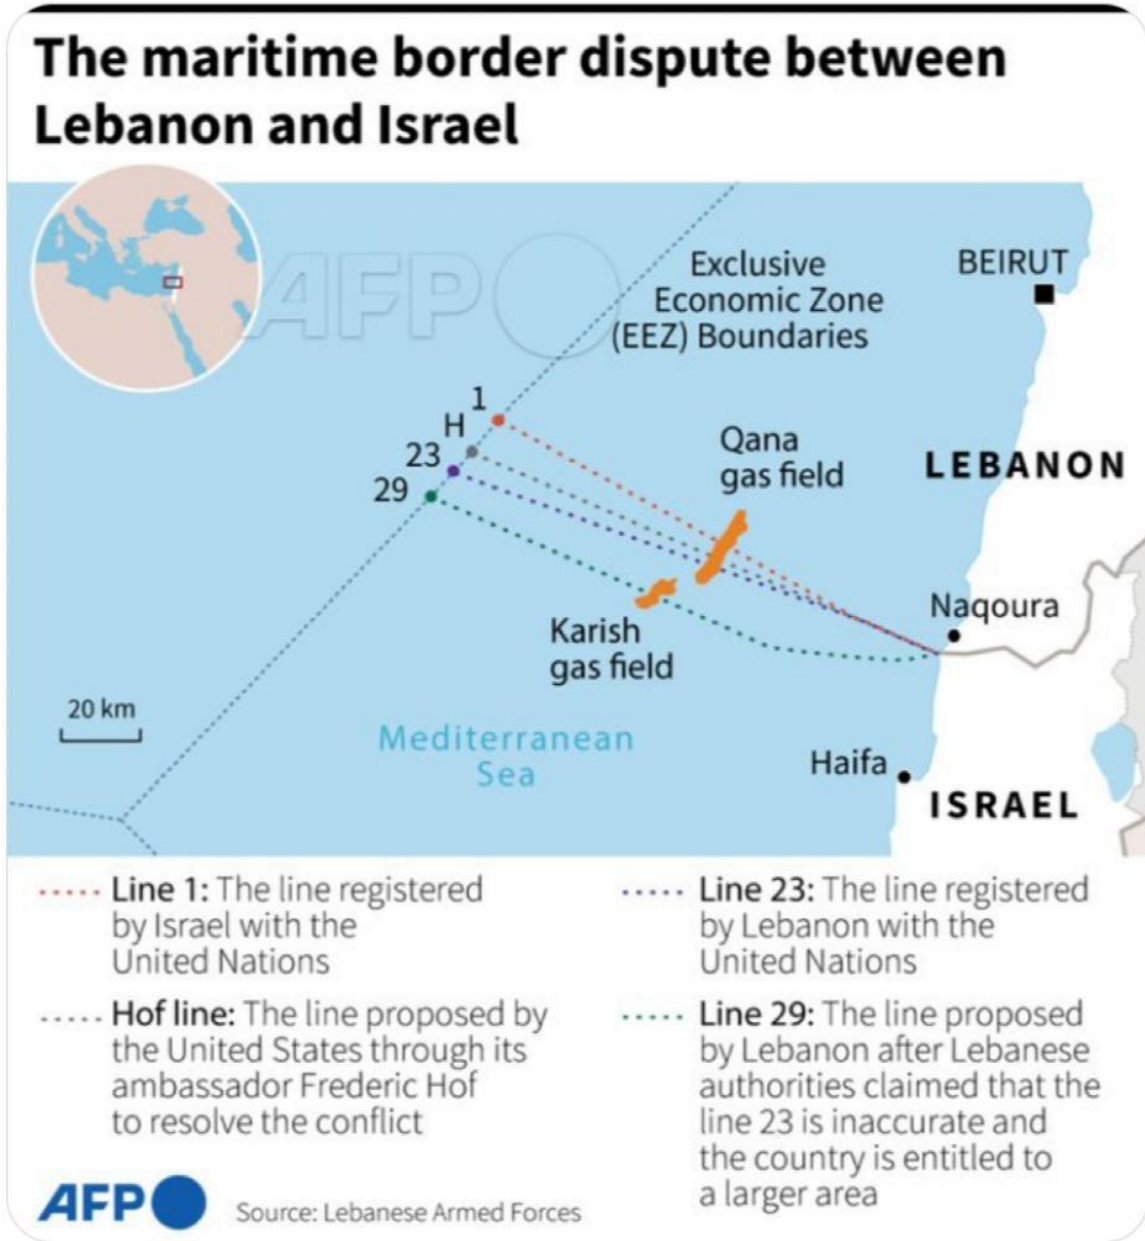 The maritime border dispute between
Lebanon and Israel
AFP
Exclusive
Economic Zone
(EEZ) Boundaries
BEIRUT
1
H
23
29
Qana
gas field
LEBANON
Karish
gas field
Naqoura
20 km
Mediterranean
Sea
Haifa
ISRAEL
Line 1: The line registered
by Israel with the
United Nations
Hof line: The line proposed by
the United States through its
ambassador Frederic Hof
to resolve the conflict
Line 23: The line registered
by Lebanon with the
United Nations
Line 29: The line proposed
by Lebanon after Lebanese
authorities claimed that the
line 23 is inaccurate and
the country is entitled to
a larger area
AFP
Source: Lebanese Armed Forces